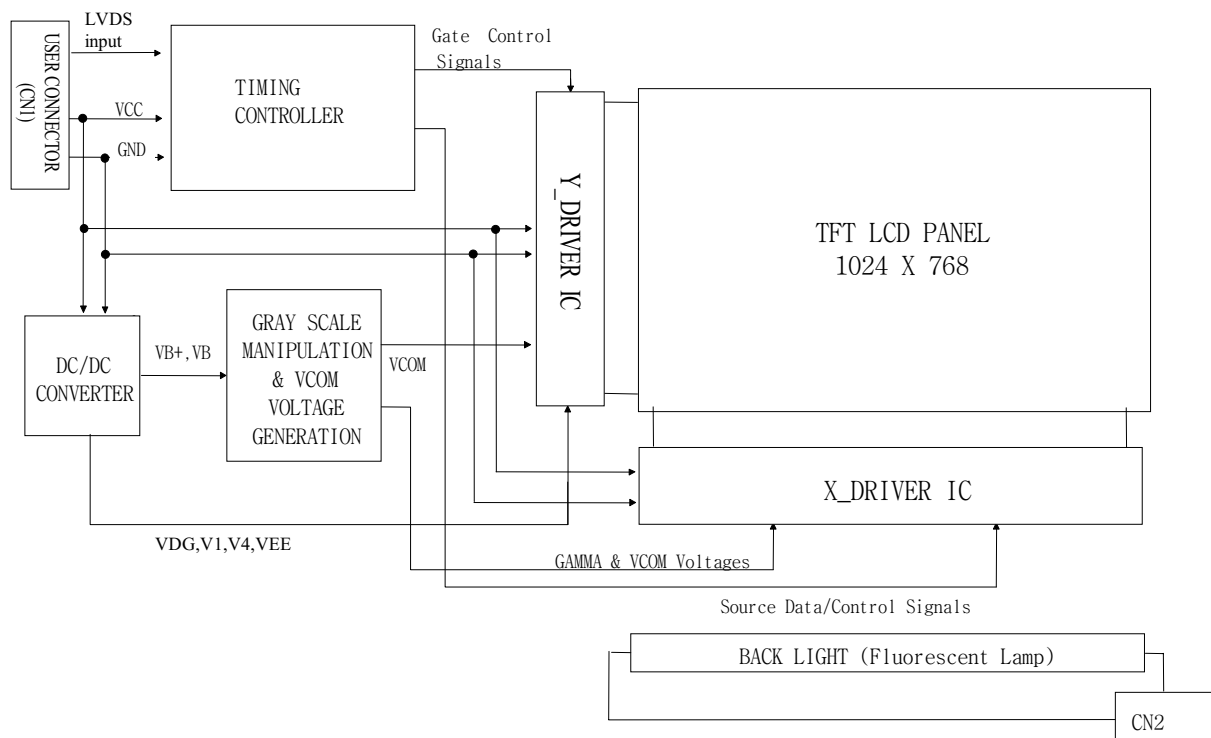 LVDS
input
USER CONNECTOR
(CN1)
VCC
GND
TIMING
CONTROLLER
Gate Control
Signals
Y_DRIVER IC
TFT LCD PANEL
1024 X 768
DC/DC
CONVERTER
VB+,VB
GRAY SCALE
MANIPULATION
& VCOM
VOLTAGE
GENERATION
VCOM
X_DRIVER IC
VDG,V1,V4,VEE
GAMMA & VCOM Voltages
Source Data/Control Signals
BACK LIGHT (Fluorescent Lamp)
CN2